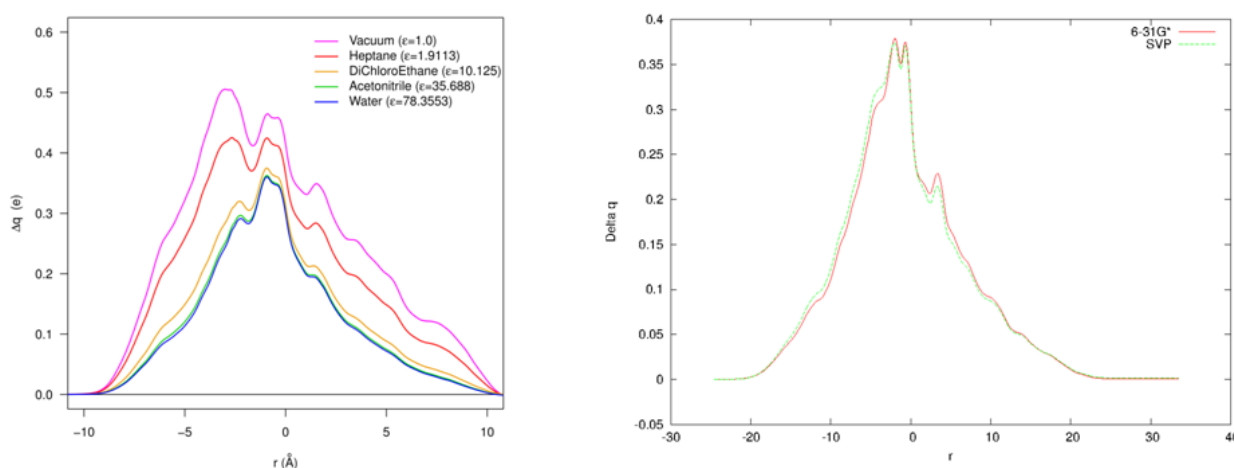 0.6
0.5
0.4
0.3
0.2
0.1
0.0
Δq (e)
Vacuum (ε=1.0)
Heptane (ε=1.9113)
DiChloroEthane (ε=10.125)
Acetonitrile (ε=35.688)
Water (ε=78.3553)
−10
−5
0
5
10
r (Å)
0.4
0.35
0.3
0.25
0.2
0.15
0.1
0.05
0
-0.05
Delta q
6-31G*
SVP
-30
-20
-10
0
10
20
30
40
r